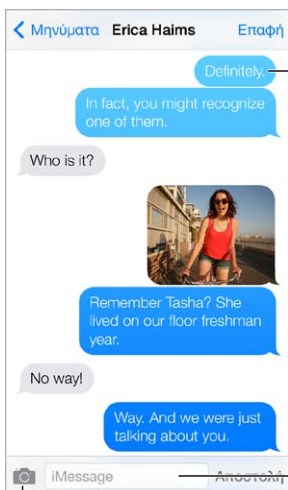 Μηνύματα Erica Haims Επαφή
Definitely.
In fact, you might recognize
one of them.
Who is it?
Remember Tasha? She
lived on our floor freshman
year.
No way!
Way. And we were just
talking about you.
iMessage Αποστολή